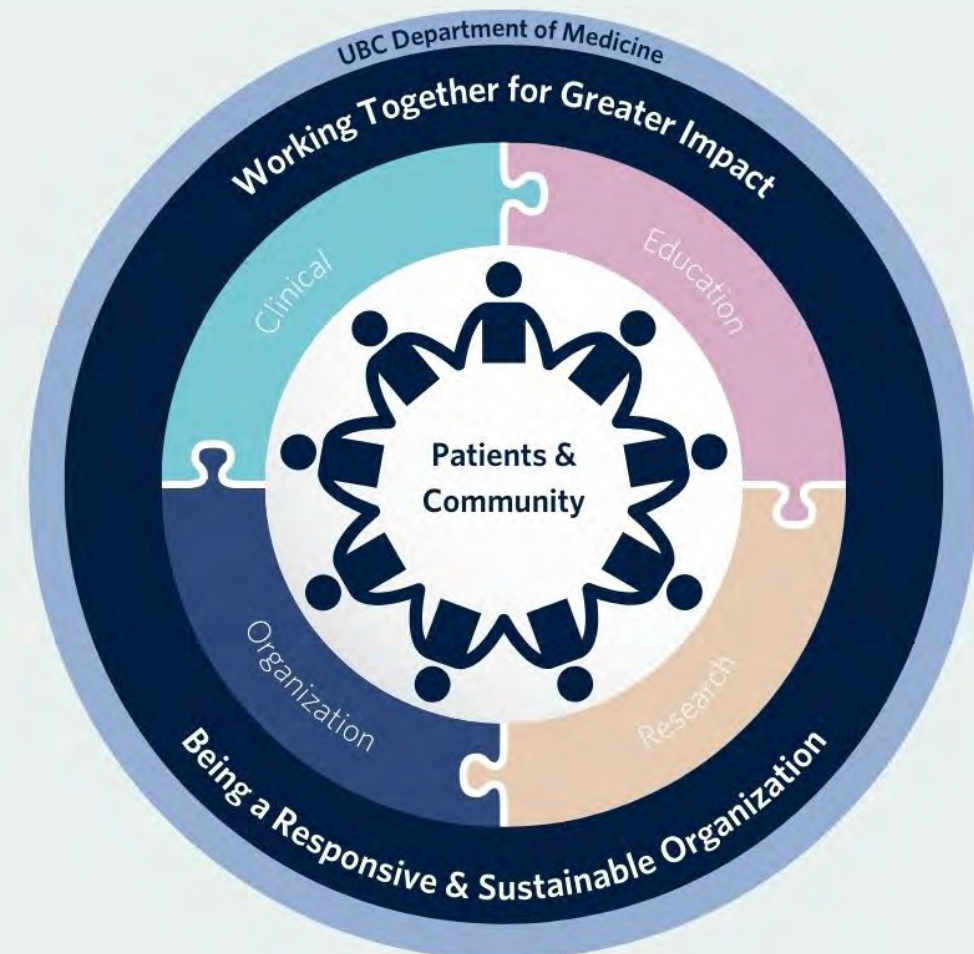 UBC Department of Medicine
Working Together for Greater Impact
Clinical
Education
Patients &
Community
Organization
Research
Being a Responsive & Sustainable Organization